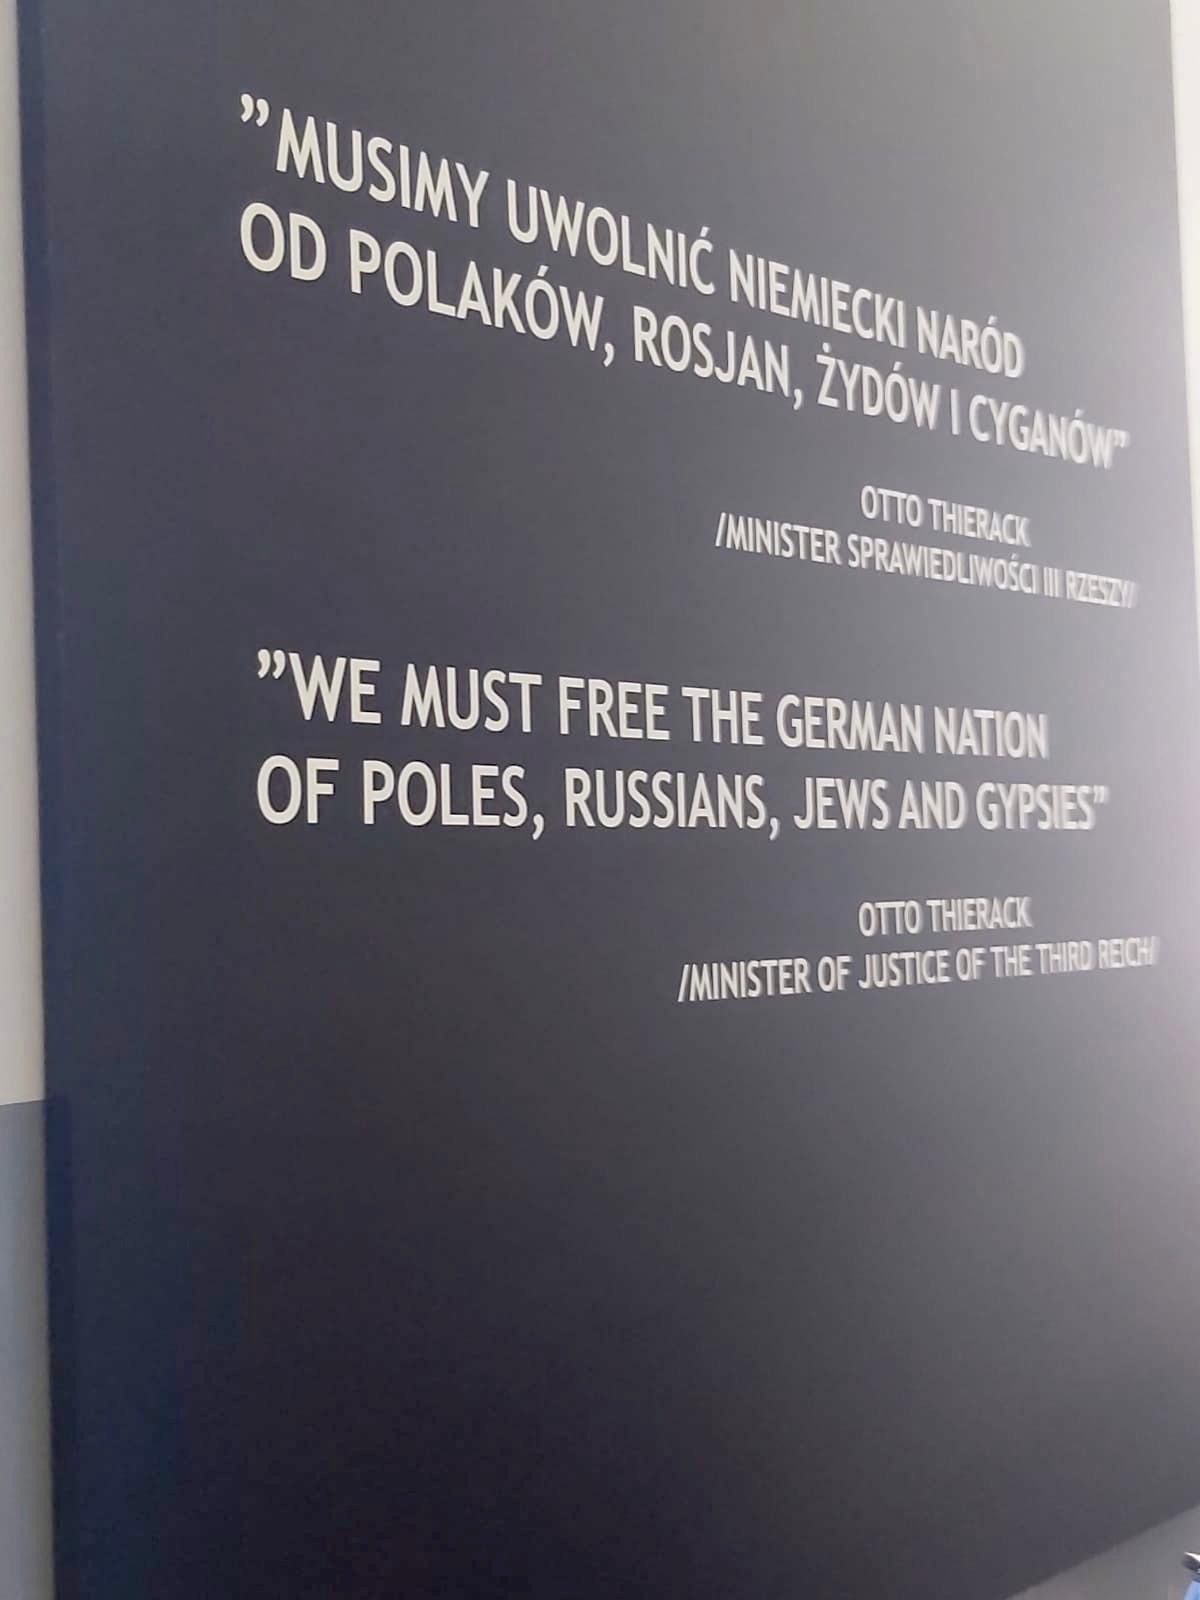 ”MUSIMY UWOLNIĆ NIEMIECKI NARÓD
OD POLAKÓW, ROSJAN, ŻYDÓW I CYGANÓW”
OTTO THIERACK
/MINISTER SPRAWIEDLIWOŚCI III RZESZY/
”WE MUST FREE THE GERMAN NATION
OF POLES, RUSSIANS, JEWS AND GYPSIES”
OTTO THIERACK
/MINISTER OF JUSTICE OF THE THIRD REICH/